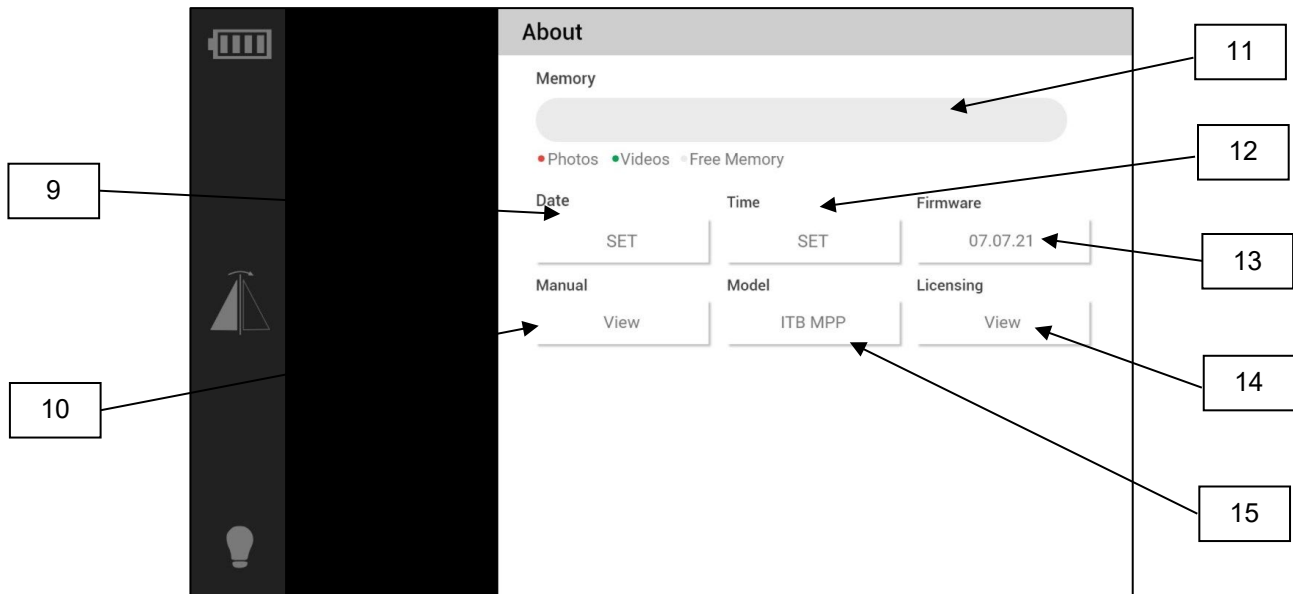 About
11
Memory
•Photos •Videos •Free Memory
12
9
Date Time Firmware
SET SET 07.07.21
13
Manual Model Licensing
View ITB MPP View
14
10
15